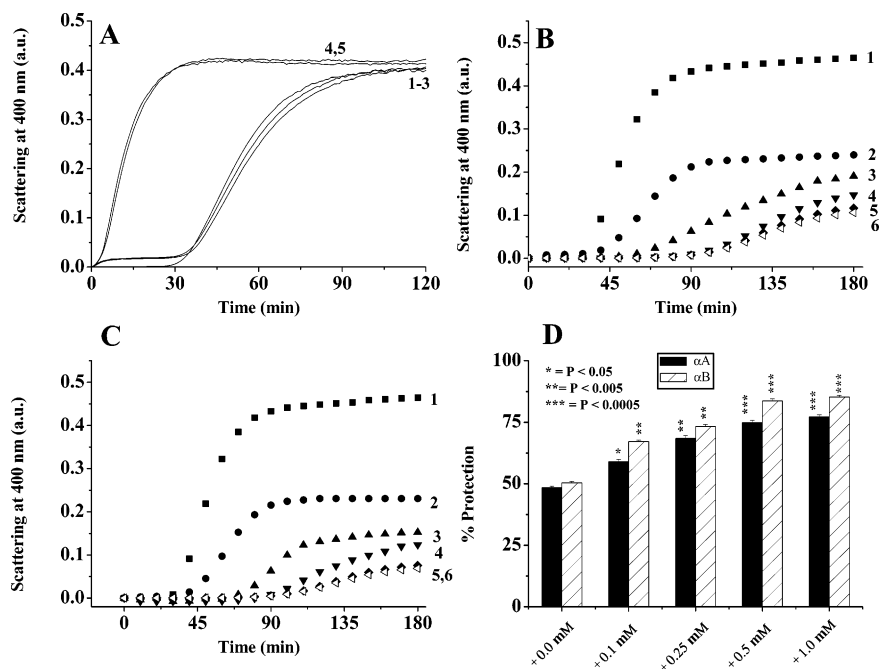 A
Scattering at 400 nm (a.u.)
0.5
0.4
0.3
0.2
0.1
0.0
4,5
1-3
0 30 60 90 120
Time (min)
B
Scattering at 400 nm (a.u.)
0.5
0.4
0.3
0.2
0.1
0.0
1
2
3
4
5
6
0 45 90 135 180
Time (min)
C
Scattering at 400 nm (a.u.)
0.5
0.4
0.3
0.2
0.1
0.0
1
2
3
4
5,6
0 45 90 135 180
Time (min)
D
% Protection
100
75
50
25
0
* = P < 0.05
**= P < 0.005
*** = P < 0.0005
αA
αB
* ** ** ** *** *** *** ***
+ 0.0 mM
+ 0.1 mM
+ 0.25 mM
+ 0.5 mM
+ 1.0 mM